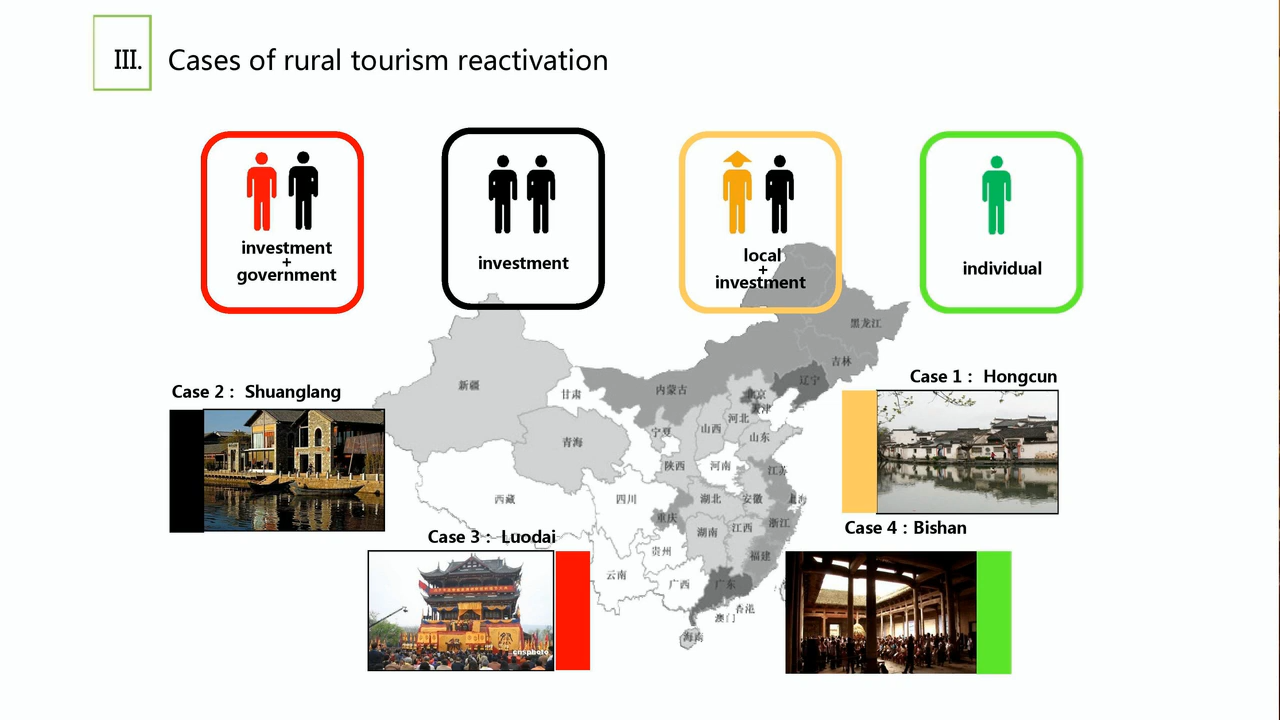 III.
Cases of rural tourism reactivation
investment
+
government
investment
local
+
investment
individual
Case 2： Shuanglang
Case 1： Hongcun
Case 3： Luodai
Case 4：Bishan
黑龙江
吉林
辽宁
内蒙古
新疆
甘肃
北京
天津
河北
山西
宁夏
山东
青海
陕西
河南
江苏
西藏
四川
湖北
安徽
上海
重庆
浙江
湖南
江西
贵州
福建
云南
广西
广东
香港
澳门
海南
cnsphoto